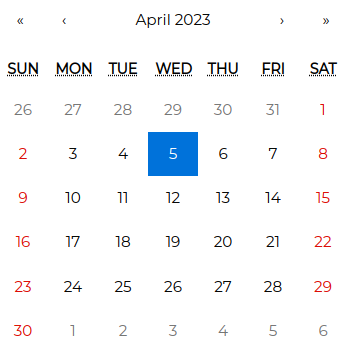 « ‹ April 2023 › »
SUN MON TUE WED THU FRI SAT
26 27 28 29 30 31 1
2 3 4 5 6 7 8
9 10 11 12 13 14 15
16 17 18 19 20 21 22
23 24 25 26 27 28 29
30 1 2 3 4 5 6